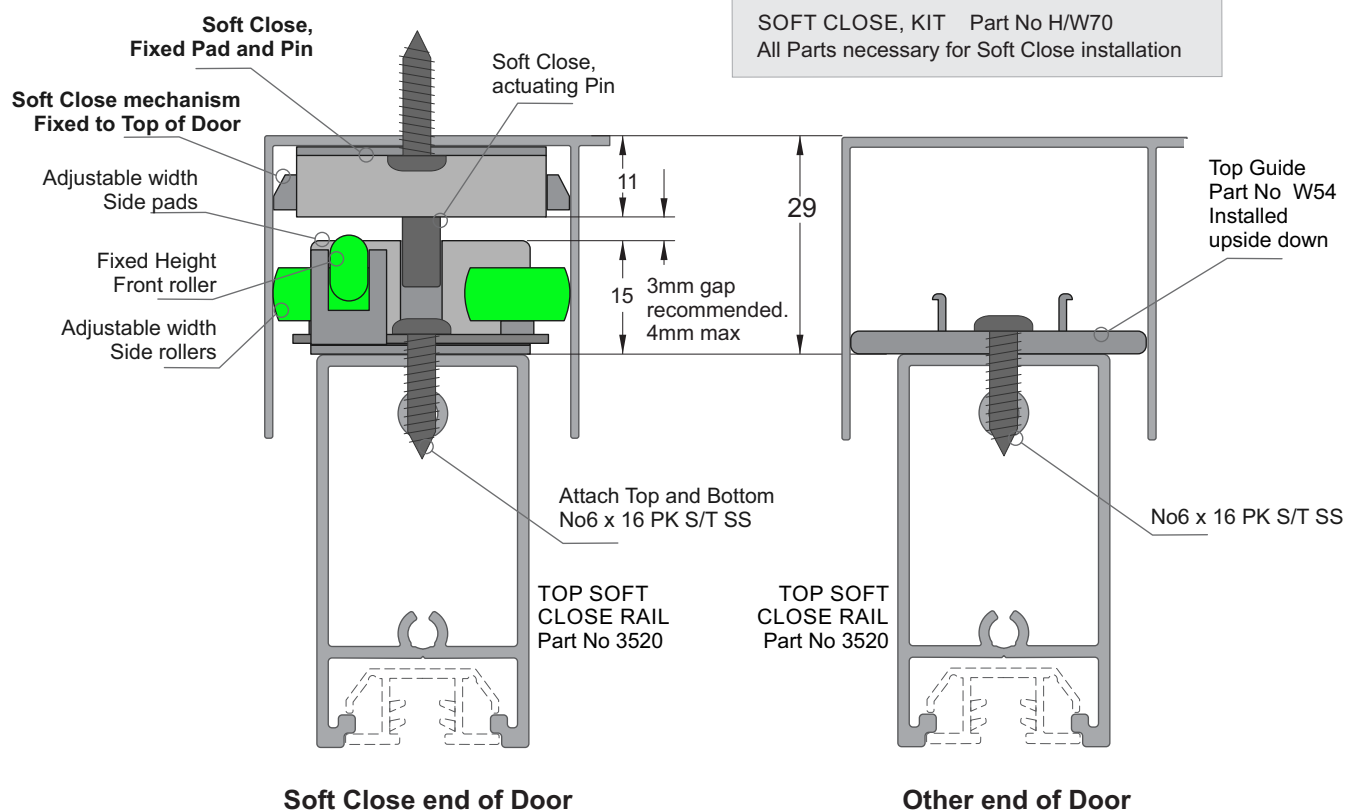 SOFT CLOSE, KIT Part No H/W70
All Parts necessary for Soft Close installation
Soft Close,
Fixed Pad and Pin
Soft Close,
actuating Pin
Soft Close mechanism
Fixed to Top of Door
Adjustable width
Side pads
Fixed Height
Front roller
Adjustable width
Side rollers
11
15
3mm gap
recommended.
4mm max
29
Top Guide
Part No W54
Installed
upside down
Attach Top and Bottom
No6 x 16 PK S/T SS
No6 x 16 PK S/T SS
TOP SOFT
CLOSE RAIL
Part No 3520
TOP SOFT
CLOSE RAIL
Part No 3520
Soft Close end of Door
Other end of Door